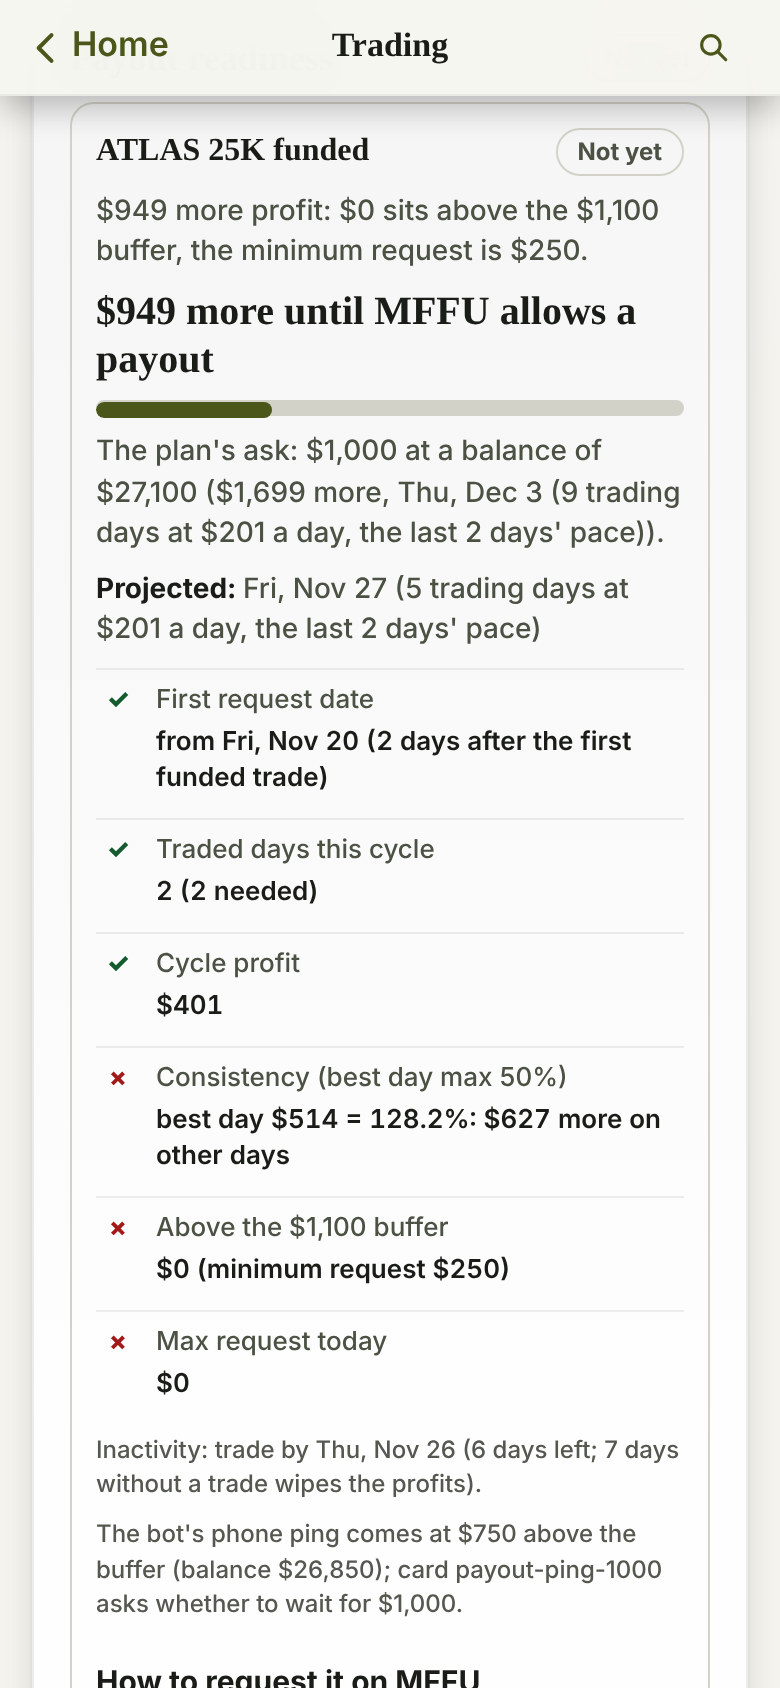 Home
Trading
Payout readiness
ATLAS 25K funded
Not yet
$949 more profit: $0 sits above the $1,100
buffer, the minimum request is $250.
$949 more until MFFU allows a
payout
The plan's ask: $1,000 at a balance of
$27,100 ($1,699 more, Thu, Dec 3 (9 trading
days at $201 a day, the last 2 days' pace)).
Projected: Fri, Nov 27 (5 trading days at
$201 a day, the last 2 days' pace)
First request date
from Fri, Nov 20 (2 days after the first
funded trade)
Traded days this cycle
2 (2 needed)
Cycle profit
$401
Consistency (best day max 50%)
best day $514 = 128.2%: $627 more on
other days
Above the $1,100 buffer
$0 (minimum request $250)
Max request today
$0
Inactivity: trade by Thu, Nov 26 (6 days left; 7 days
without a trade wipes the profits).
The bot's phone ping comes at $750 above the
buffer (balance $26,850); card payout-ping-1000
asks whether to wait for $1,000.
How to request it on MFFU